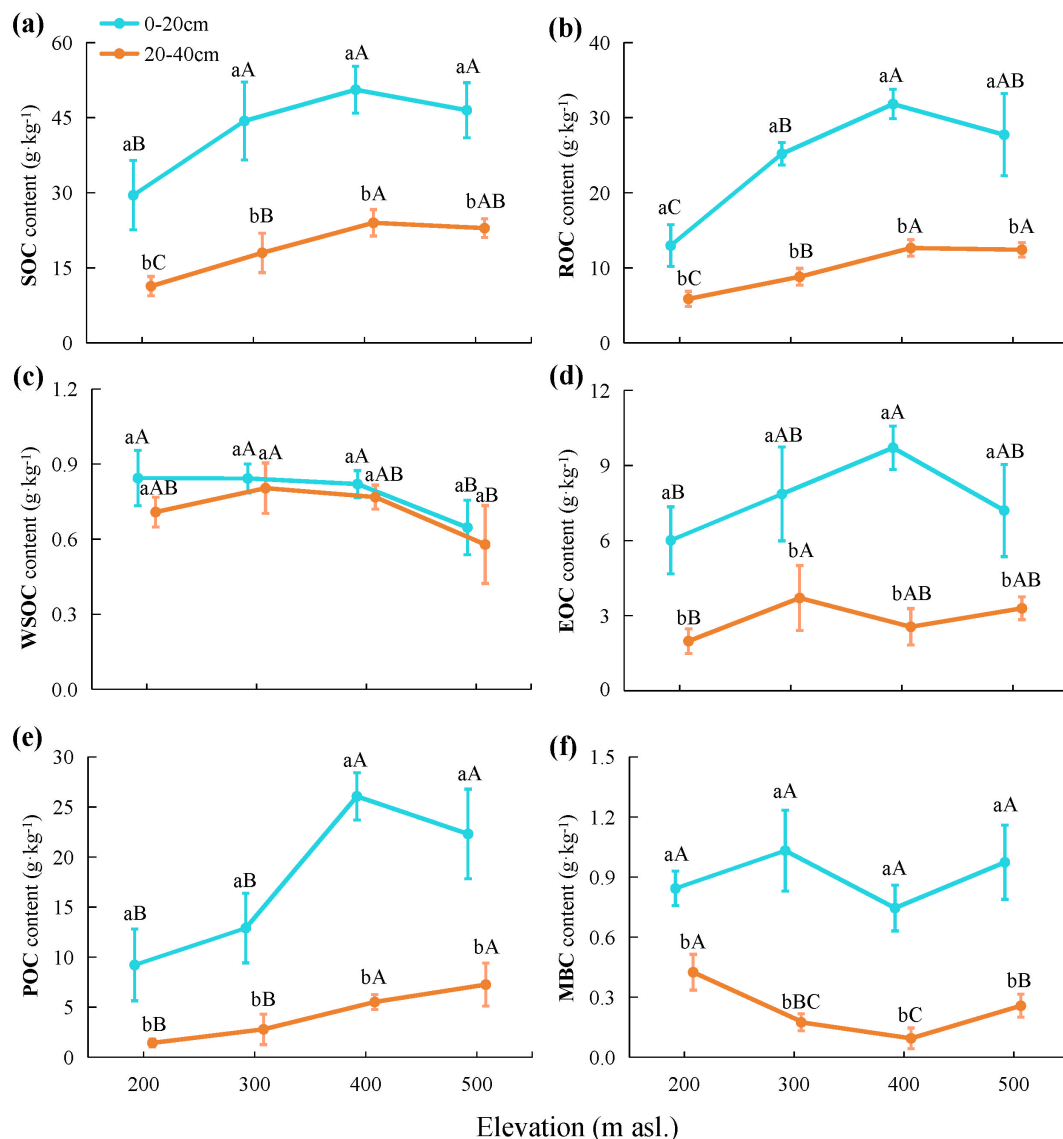 (a)
0-20cm
20-40cm
SOC content (g·kg⁻¹)
60
45
30
15
0
aB
aA
aA
aA
bC
bB
bA
bAB
(b)
ROC content (g·kg⁻¹)
40
30
20
10
0
aC
aB
aA
aAB
bC
bB
bA
bA
(c)
WSOC content (g·kg⁻¹)
1.2
0.9
0.6
0.3
0.0
aA
aA
aA
aB
aAB
aA
aAB
aB
(d)
EOC content (g·kg⁻¹)
12
9
6
3
0
aB
aAB
aA
aAB
bB
bA
bAB
bAB
(e)
POC content (g·kg⁻¹)
30
25
20
15
10
5
0
aB
aB
aA
aA
bB
bB
bA
bA
200
300
400
500
(f)
MBC content (g·kg⁻¹)
1.5
1.2
0.9
0.6
0.3
0.0
aA
aA
aA
aA
bA
bBC
bC
bB
200
300
400
500
Elevation (m asl.)